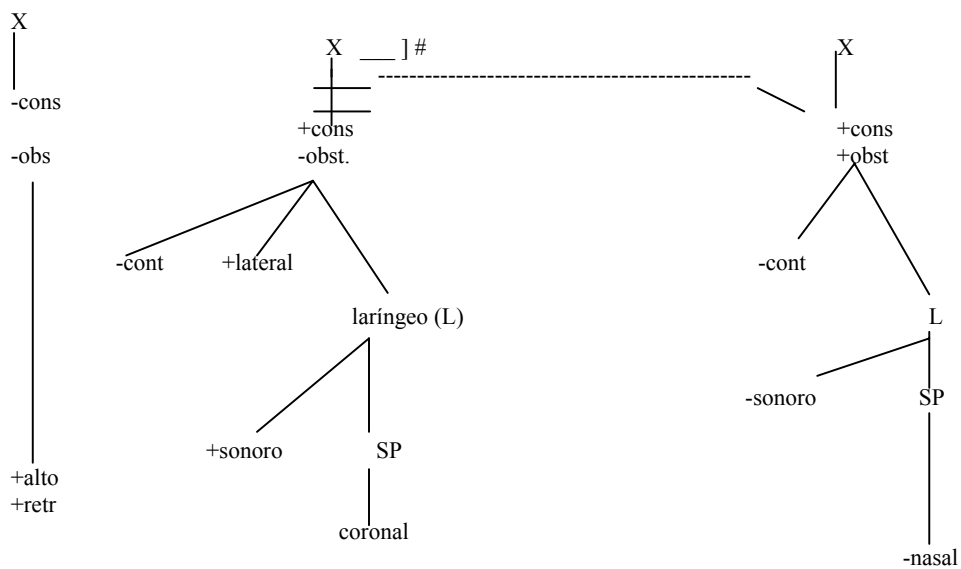 X
X ___ ] #
X
-cons
+cons
+cons
-obs
-obst.
+obst
-cont
+lateral
-cont
laríngeo (L)
L
-sonoro
SP
+sonoro
SP
+alto
+retr
coronal
-nasal